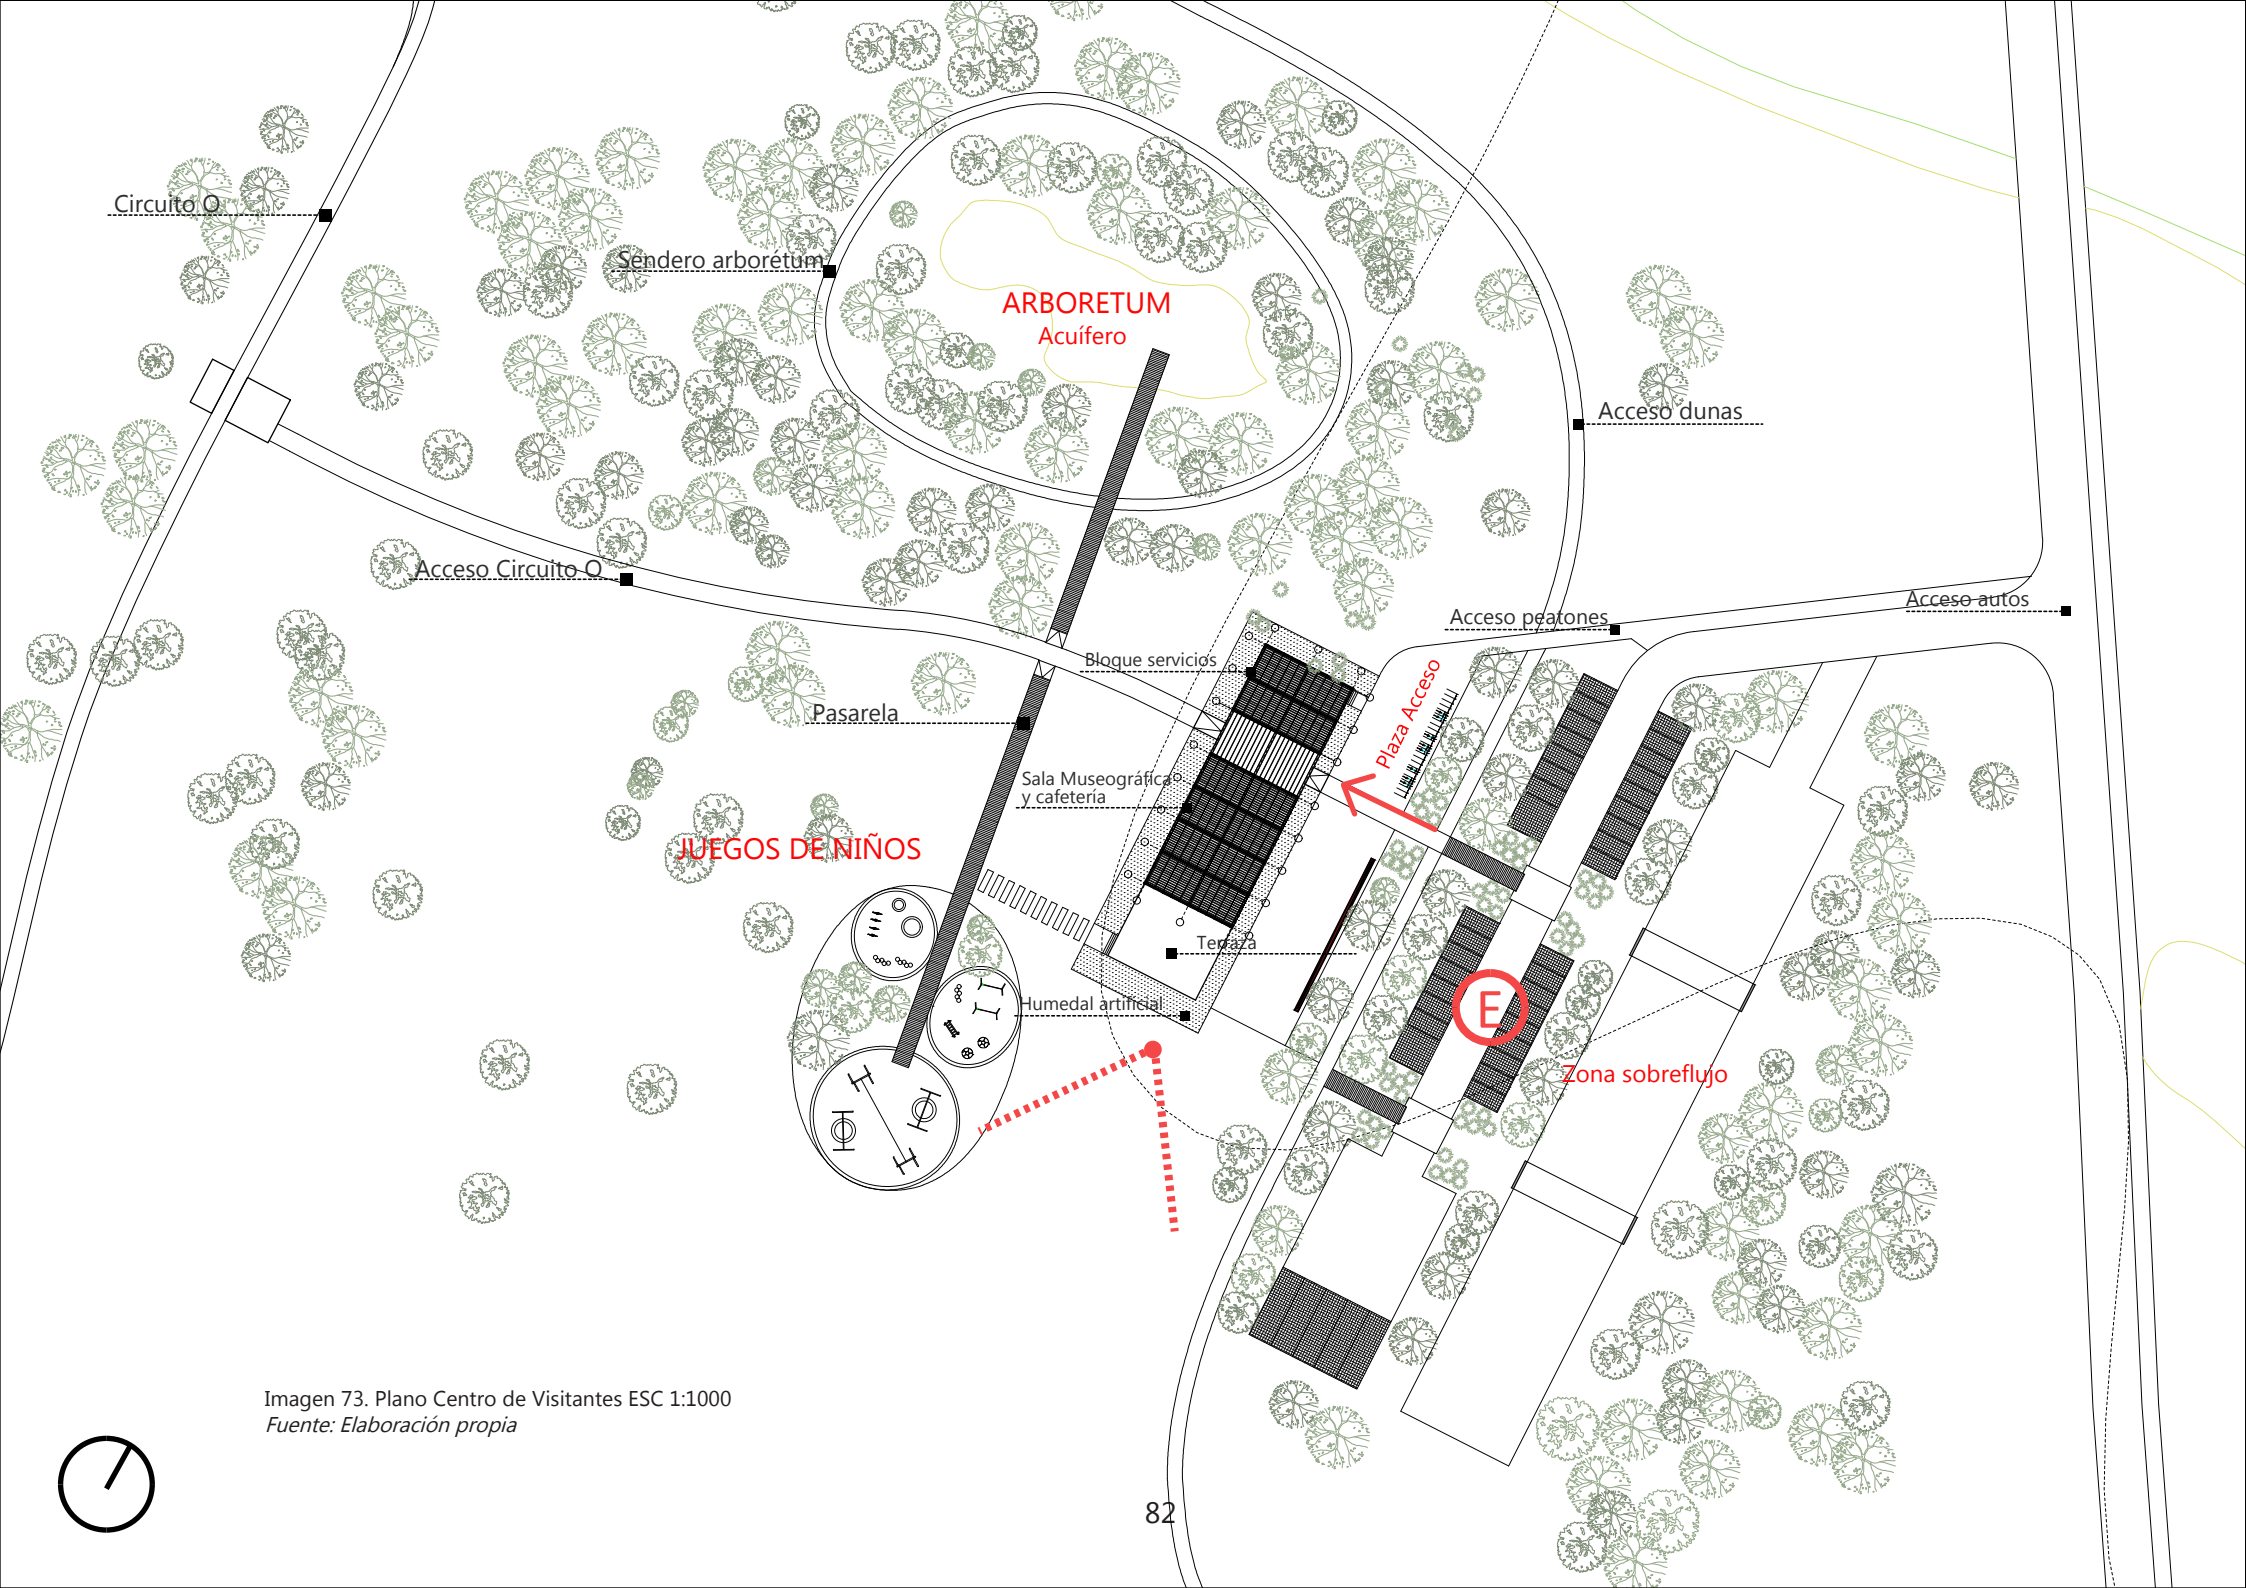 Circuito O
Sendero arborétum
ARBORETUM
Acuífero
Acceso dunas
Acceso Circuito O
Acceso peatones
Acceso autos
Bloque servicios
Plaza Acceso
Pasarela
Sala Museográfica
y cafetería
JUEGOS DE NIÑOS
Terraza
Humedal artificial
E
Zona sobreflujo
Imagen 73. Plano Centro de Visitantes ESC 1:1000
Fuente: Elaboración propia
82